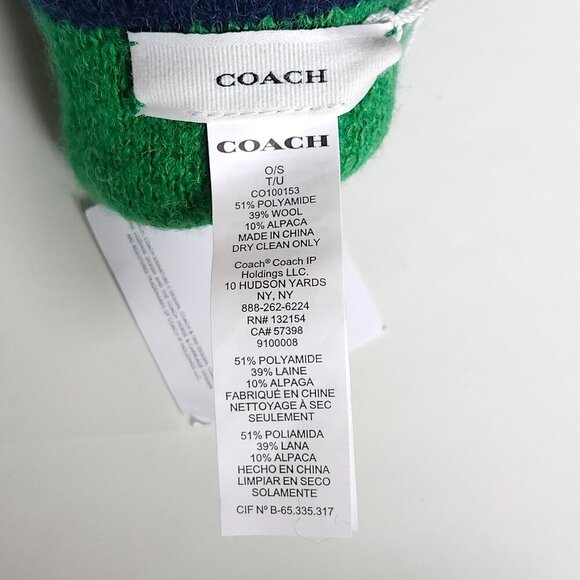 COACH
COACH
O/S
T/U
CO100153
51% POLYAMIDE
39% WOOL
10% ALPACA
MADE IN CHINA
DRY CLEAN ONLY
Coach® Coach IP
Holdings LLC.
10 HUDSON YARDS
NY, NY
888-262-6224
RN# 132154
CA# 57398
9100008
51% POLYAMIDE
39% LAINE
10% ALPAGA
FABRIQUÉ EN CHINE
NETTOYAGE À SEC
SEULEMENT
51% POLIAMIDA
39% LANA
10% ALPACA
HECHO EN CHINA
LIMPIAR EN SECO
SOLAMENTE
CIF Nº B-65.335.317